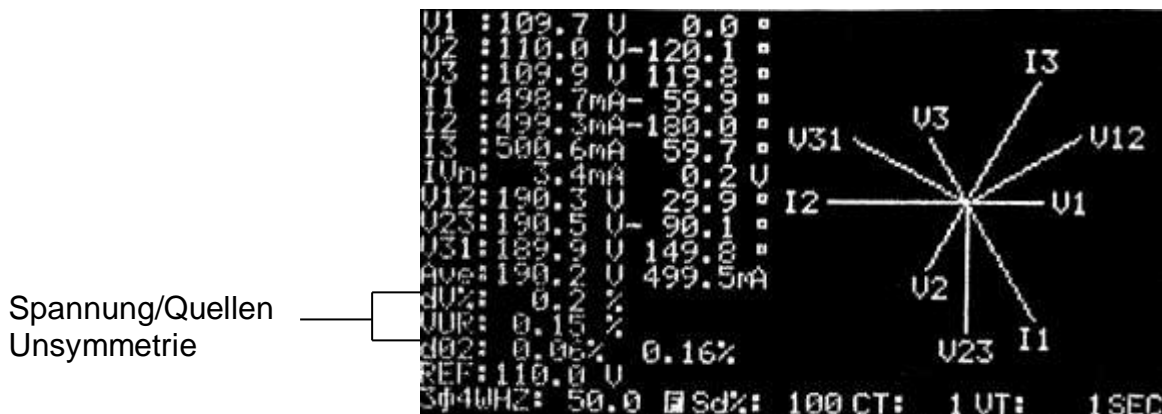 Spannung/Quellen
Unsymmetrie
V1 :109.7 V 0.0 °
V2 :110.0 V-120.1 °
V3 :109.9 V 119.8 °
I1 :498.7mA- 59.9 °
I2 :499.3mA-180.0 °
I3 :500.6mA 59.7 °
IVn: 3.4mA 0.2 V
V12:190.3 V 29.9 °
V23:190.5 V- 90.1 °
V31:189.9 V 149.8 °
Ave:190.2 V 499.5mA
dV%: 0.2 %
VUR: 0.15 %
d02: 0.06% 0.16%
REF:110.0 V
3ф4WHZ: 50.0 F Sd%: 100 CT: 1 VT: 1SEC
I3
V3
V31
V12
I2
V1
V2
V23
I1